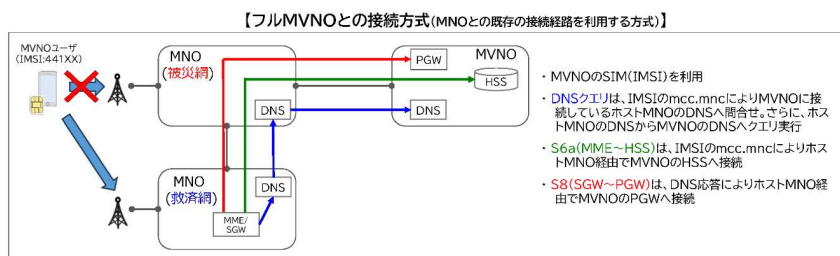 【フルMVNOとの接続方式(MNOとの既存の接続経路を利用する方式)】
MVNOユーザ
(IMSI:441XX)
MNO
(被災網)
MVNO
PGW
HSS
DNS
DNS
MNO
(救済網)
DNS
MME/
SGW
・MVNOのSIM(IMSI)を利用
・DNSクエリは、IMSIのmcc.mncによりMVNOに接
続しているホストMNOのDNSへ問合せ。さらに、ホス
トMNOのDNSからMVNOのDNSへクエリ実行
・S6a(MME～HSS)は、IMSIのmcc.mncによりホス
トMNO経由でMVNOのHSSへ接続
・S8(SGW～PGW)は、DNS応答によりホストMNO経
由でMVNOのPGWへ接続